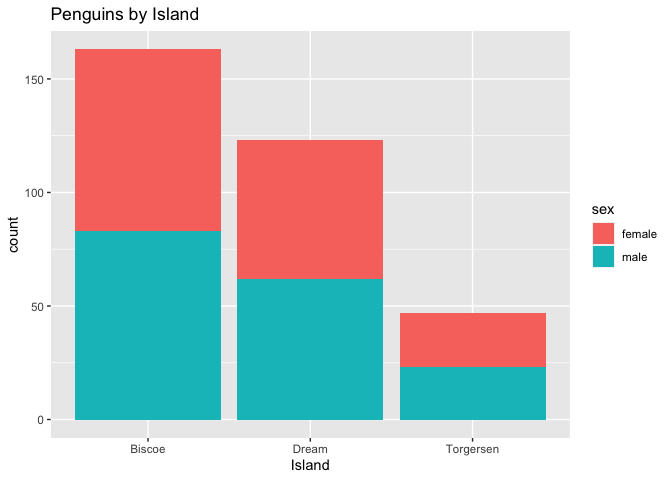 Penguins by Island
150
100
50
0
count
Biscoe
Dream
Torgersen
Island
sex
female
male